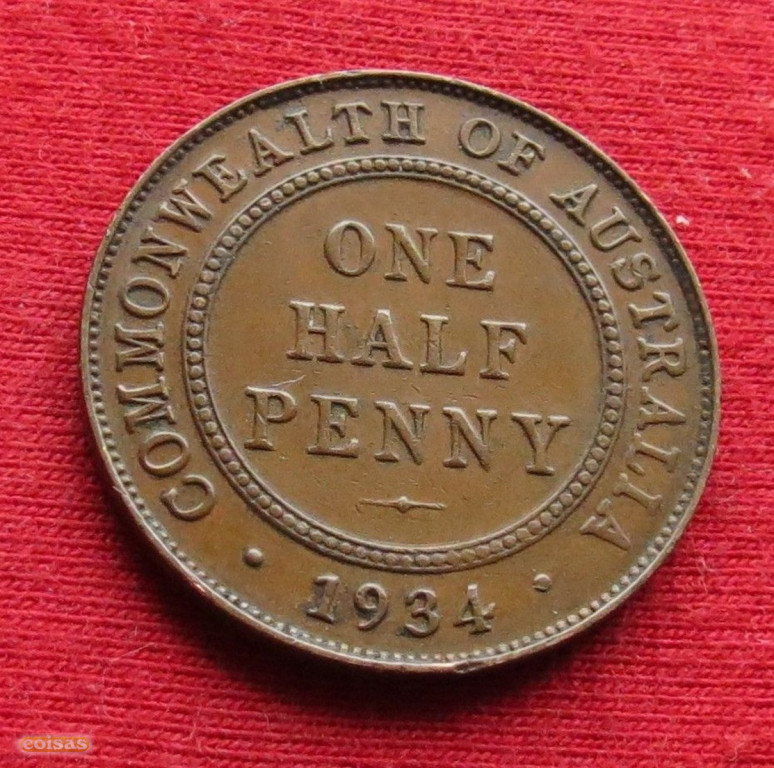 COMMONWEALTH OF AUSTRALIA
ONE
HALF
PENNY
· 1934 ·
coisas